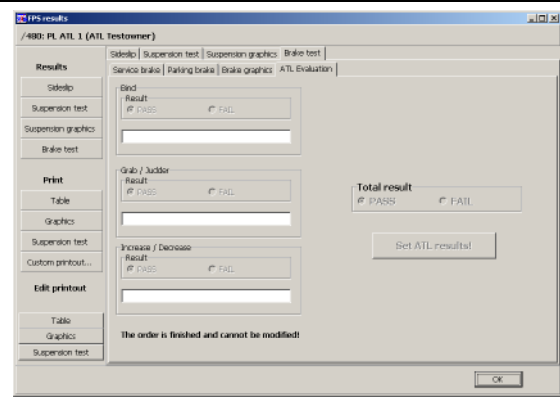 FPS results
/480: PL ATL 1 (ATL Testowner)
Results
Sideslip
Suspension test
Suspension graphics
Brake test
Print
Table
Graphics
Suspension test
Custom printout...
Edit printout
Table
Graphics
Suspension test
Sideslip Suspension test Suspension graphics Brake test
Service brake Parking brake Brake graphics ATL Evaluation
Bind
Result
PASS FAIL
Grab / Judder
Result
PASS FAIL
Increase / Decrease
Result
PASS FAIL
The order is finished and cannot be modified!
Total result
PASS FAIL
Set ATL results!
OK